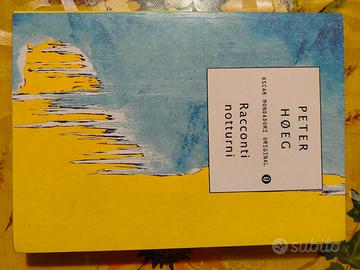 PETER
HØEG
OSCAR MONDADORI ORIGINAL
Racconti
notturni
subito